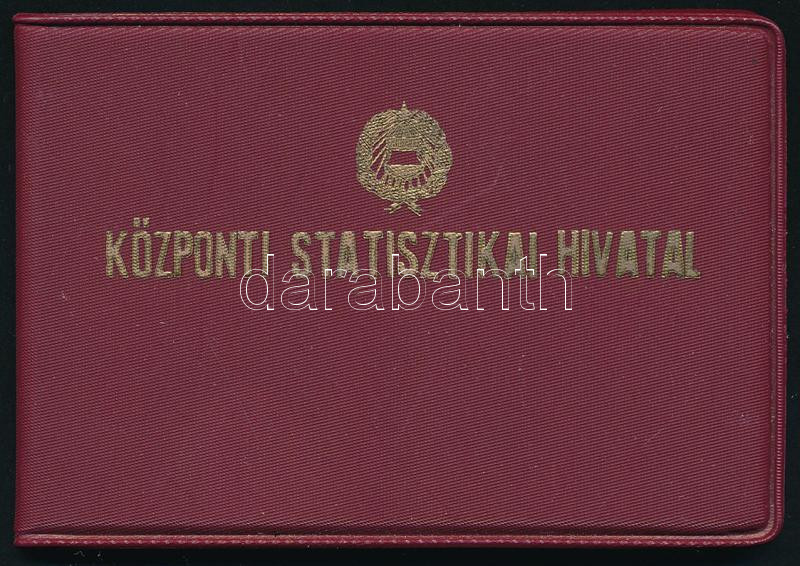 KÖZPONTI STATISZTIKAI HIVATAL
darabanth